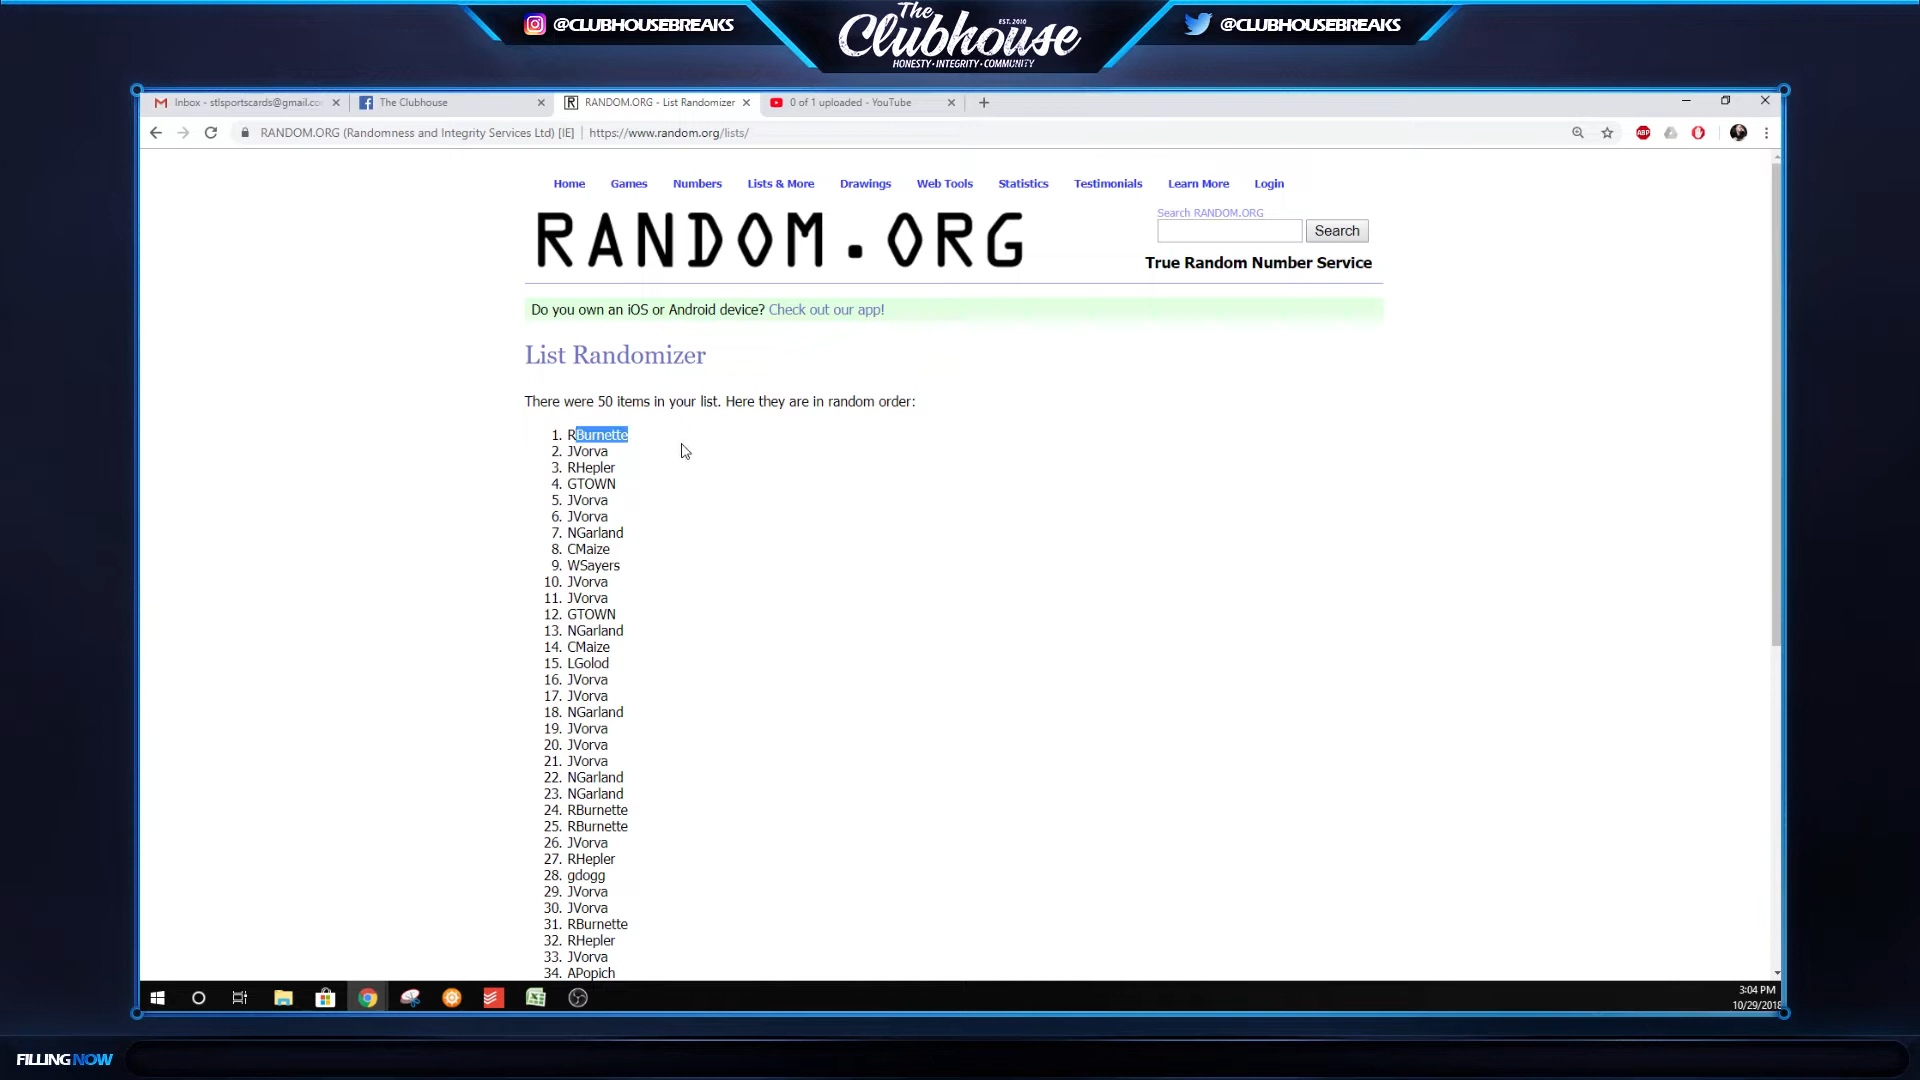 @CLUBHOUSEBREAKS
The
Clubhouse
EST. 2010
HONESTY•INTEGRITY•COMMUNITY
@CLUBHOUSEBREAKS
Inbox - stlsportscards@gmail.co
The Clubhouse
RANDOM.ORG - List Randomizer
0 of 1 uploaded - YouTube
RANDOM.ORG (Randomness and Integrity Services Ltd) [IE] | https://www.random.org/lists/
ABP
Home Games Numbers Lists & More Drawings Web Tools Statistics Testimonials Learn More Login
RANDOM.ORG
Search RANDOM.ORG
Search
True Random Number Service
Do you own an iOS or Android device? Check out our app!
List Randomizer
There were 50 items in your list. Here they are in random order:
1. RBurnette
2. JVorva
3. RHepler
4. GTOWN
5. JVorva
6. JVorva
7. NGarland
8. CMaize
9. WSayers
10. JVorva
11. JVorva
12. GTOWN
13. NGarland
14. CMaize
15. LGolod
16. JVorva
17. JVorva
18. NGarland
19. JVorva
20. JVorva
21. JVorva
22. NGarland
23. NGarland
24. RBurnette
25. RBurnette
26. JVorva
27. RHepler
28. gdogg
29. JVorva
30. JVorva
31. RBurnette
32. RHepler
33. JVorva
34. APopich
3:04 PM
10/29/2018
FILLING NOW